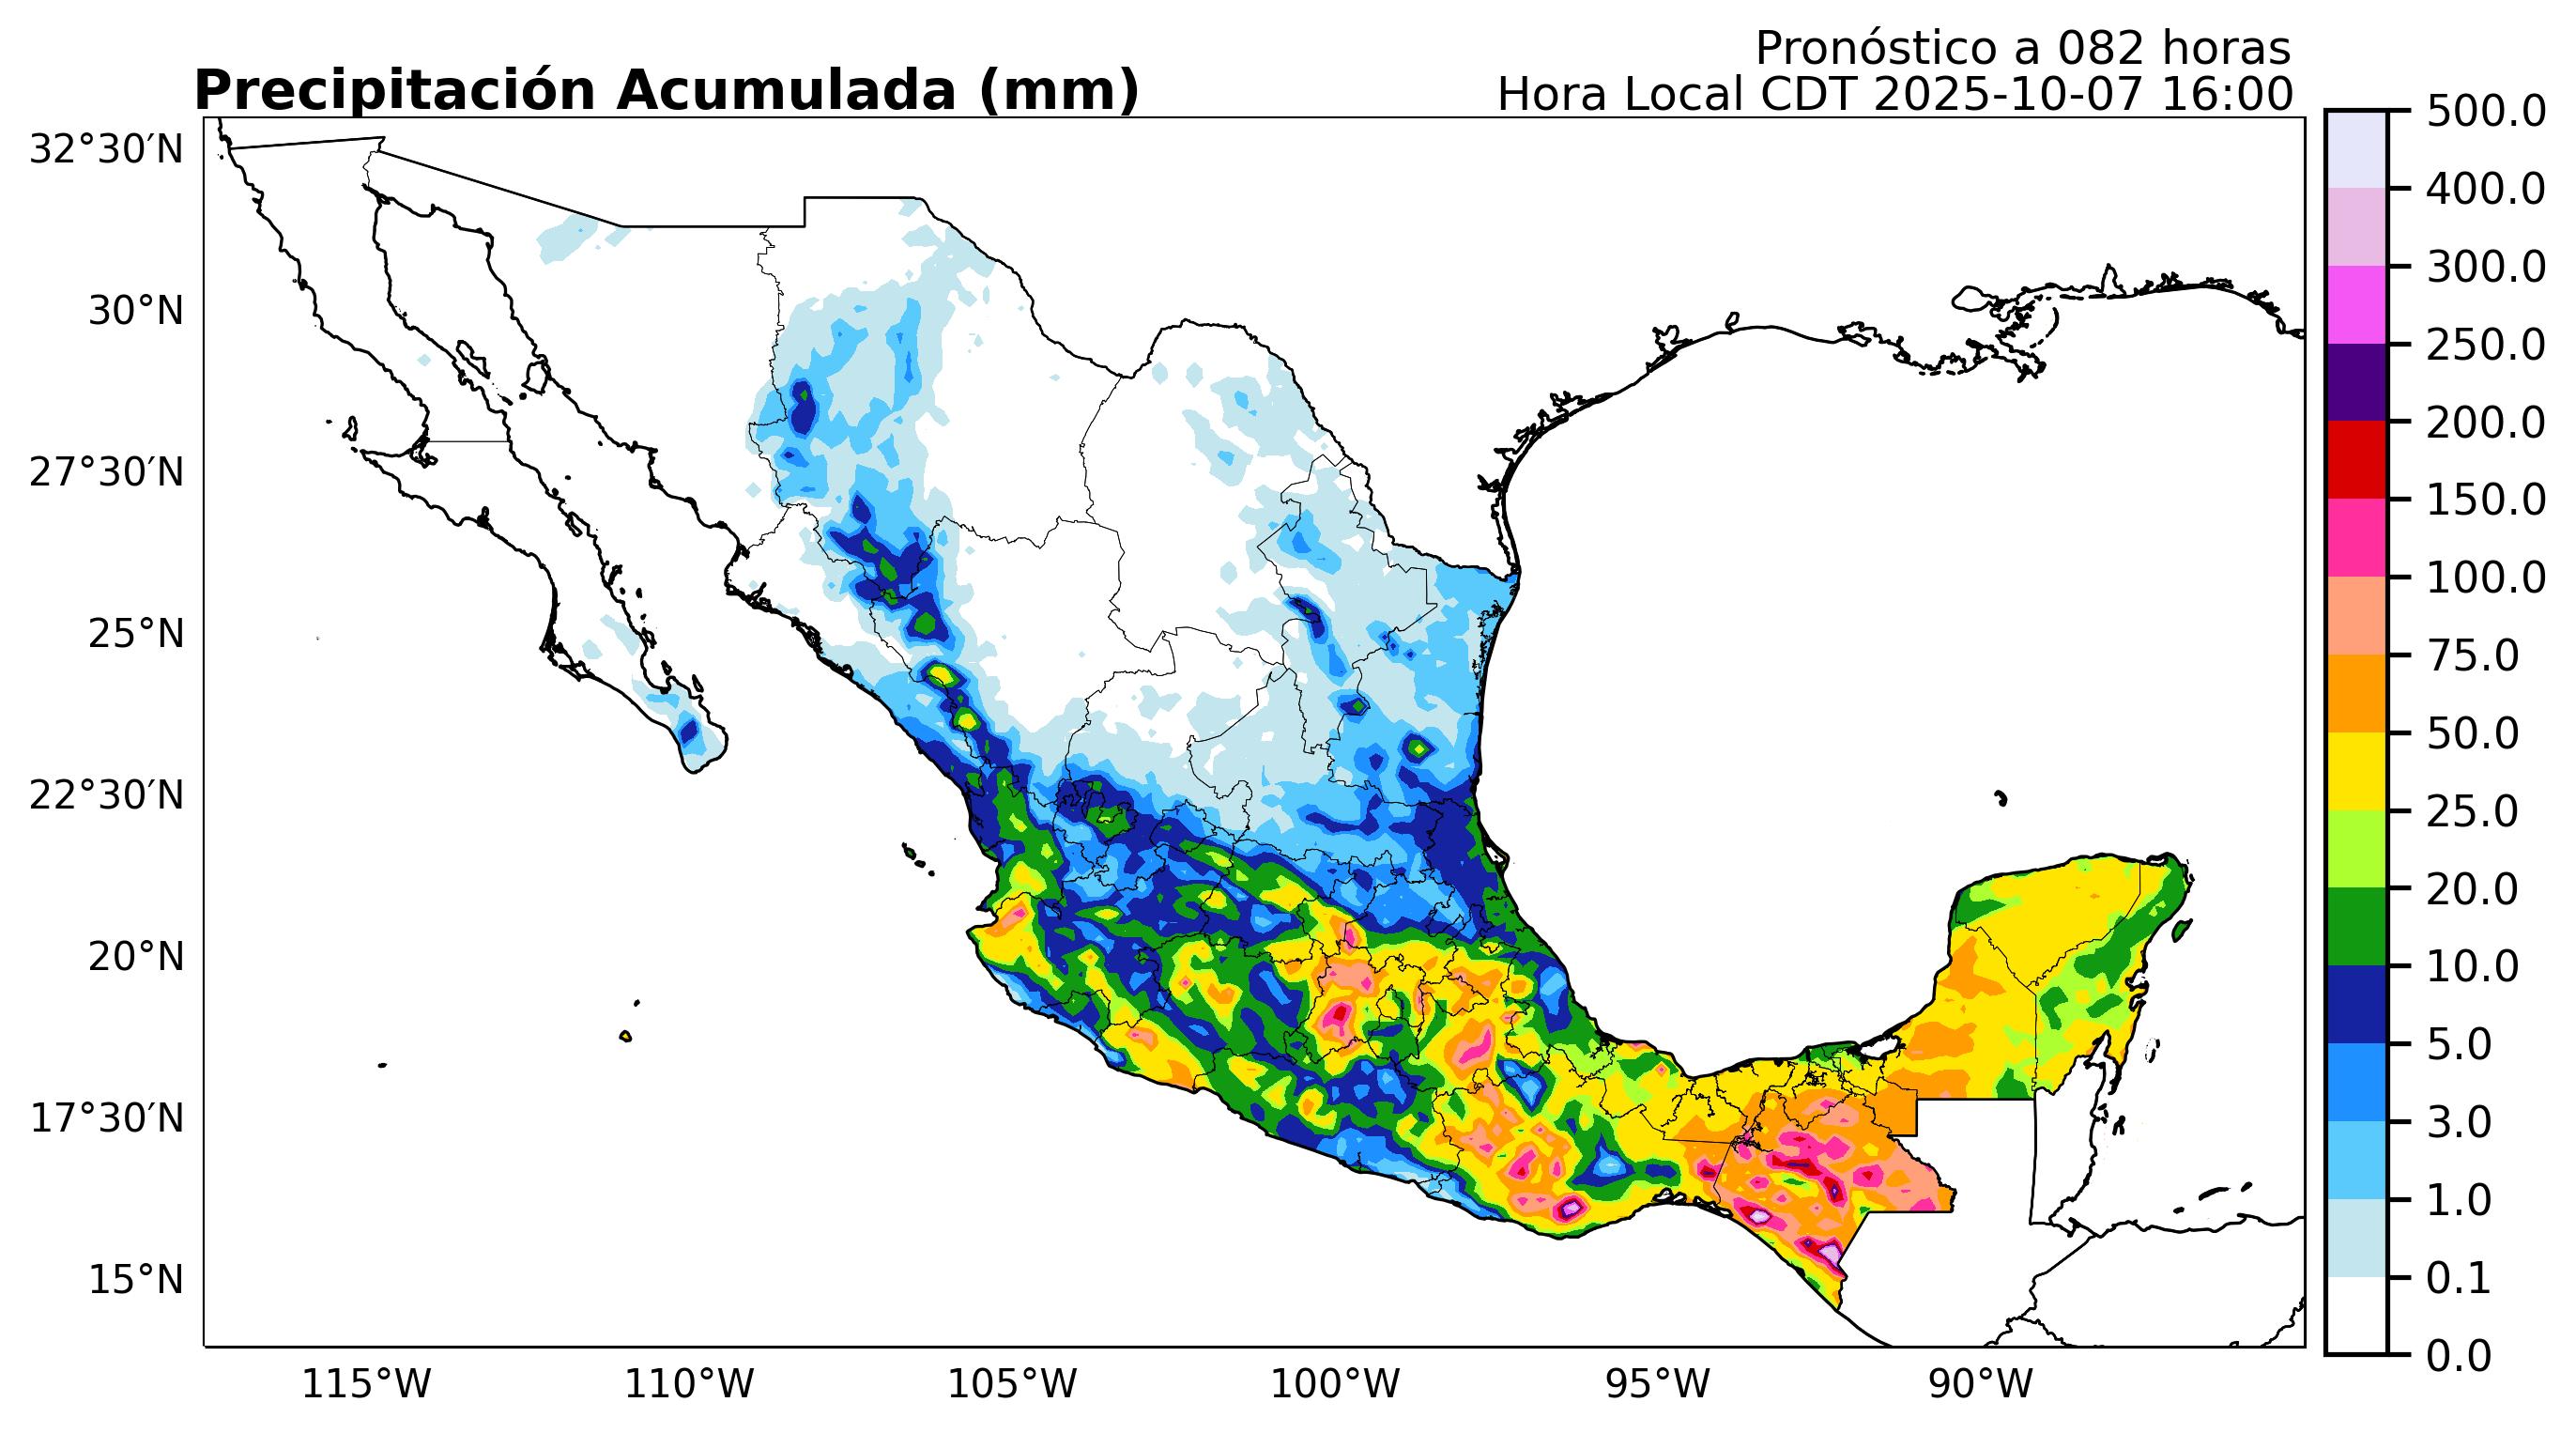 Pronóstico a 082 horas
Precipitación Acumulada (mm)
Hora Local CDT 2025-10-07 16:00
32°30′N
30°N
27°30′N
25°N
22°30′N
20°N
17°30′N
15°N
115°W
110°W
105°W
100°W
95°W
90°W
500.0
400.0
300.0
250.0
200.0
150.0
100.0
75.0
50.0
25.0
20.0
10.0
5.0
3.0
1.0
0.1
0.0